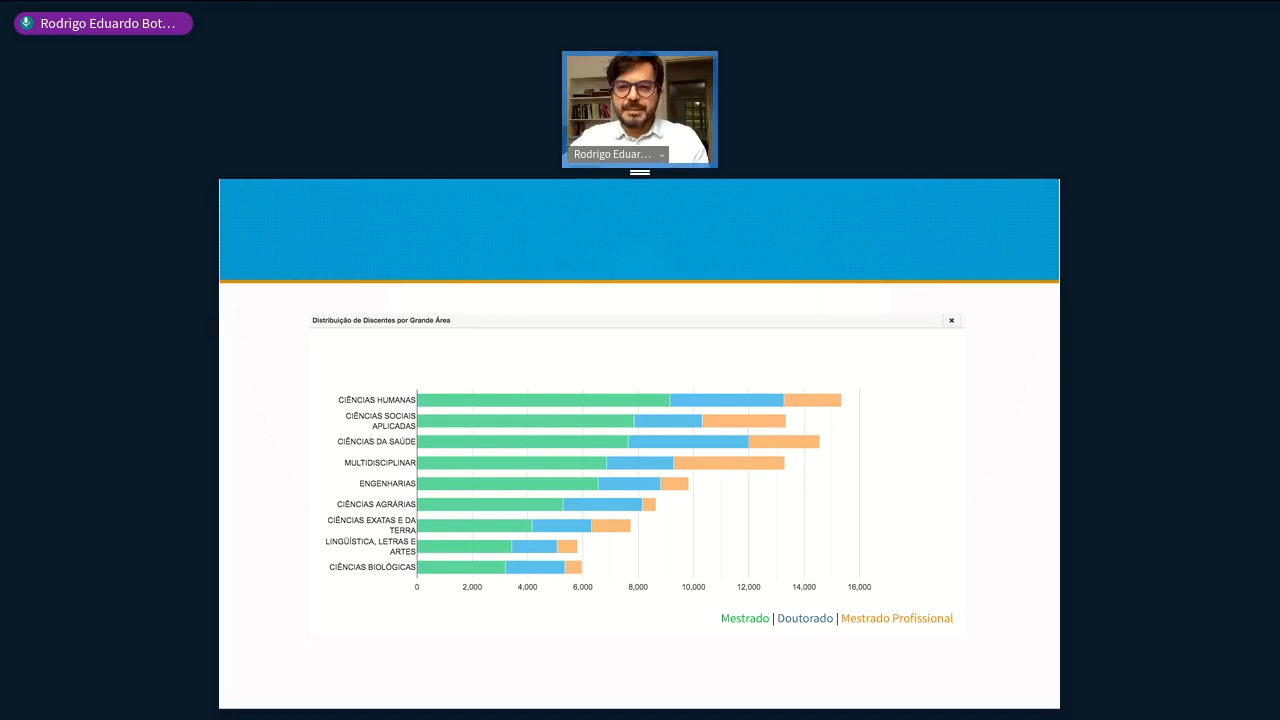 Rodrigo Eduardo Bot...
Rodrigo Eduar...
Distribuição de Discentes por Grande Área
CIÊNCIAS HUMANAS
CIÊNCIAS SOCIAIS
APLICADAS
CIÊNCIAS DA SAÚDE
MULTIDISCIPLINAR
ENGENHARIAS
CIÊNCIAS AGRÁRIAS
CIÊNCIAS EXATAS E DA
TERRA
LINGÜÍSTICA, LETRAS E
ARTES
CIÊNCIAS BIOLÓGICAS
0 2,000 4,000 6,000 8,000 10,000 12,000 14,000 16,000
Mestrado | Doutorado | Mestrado Profissional